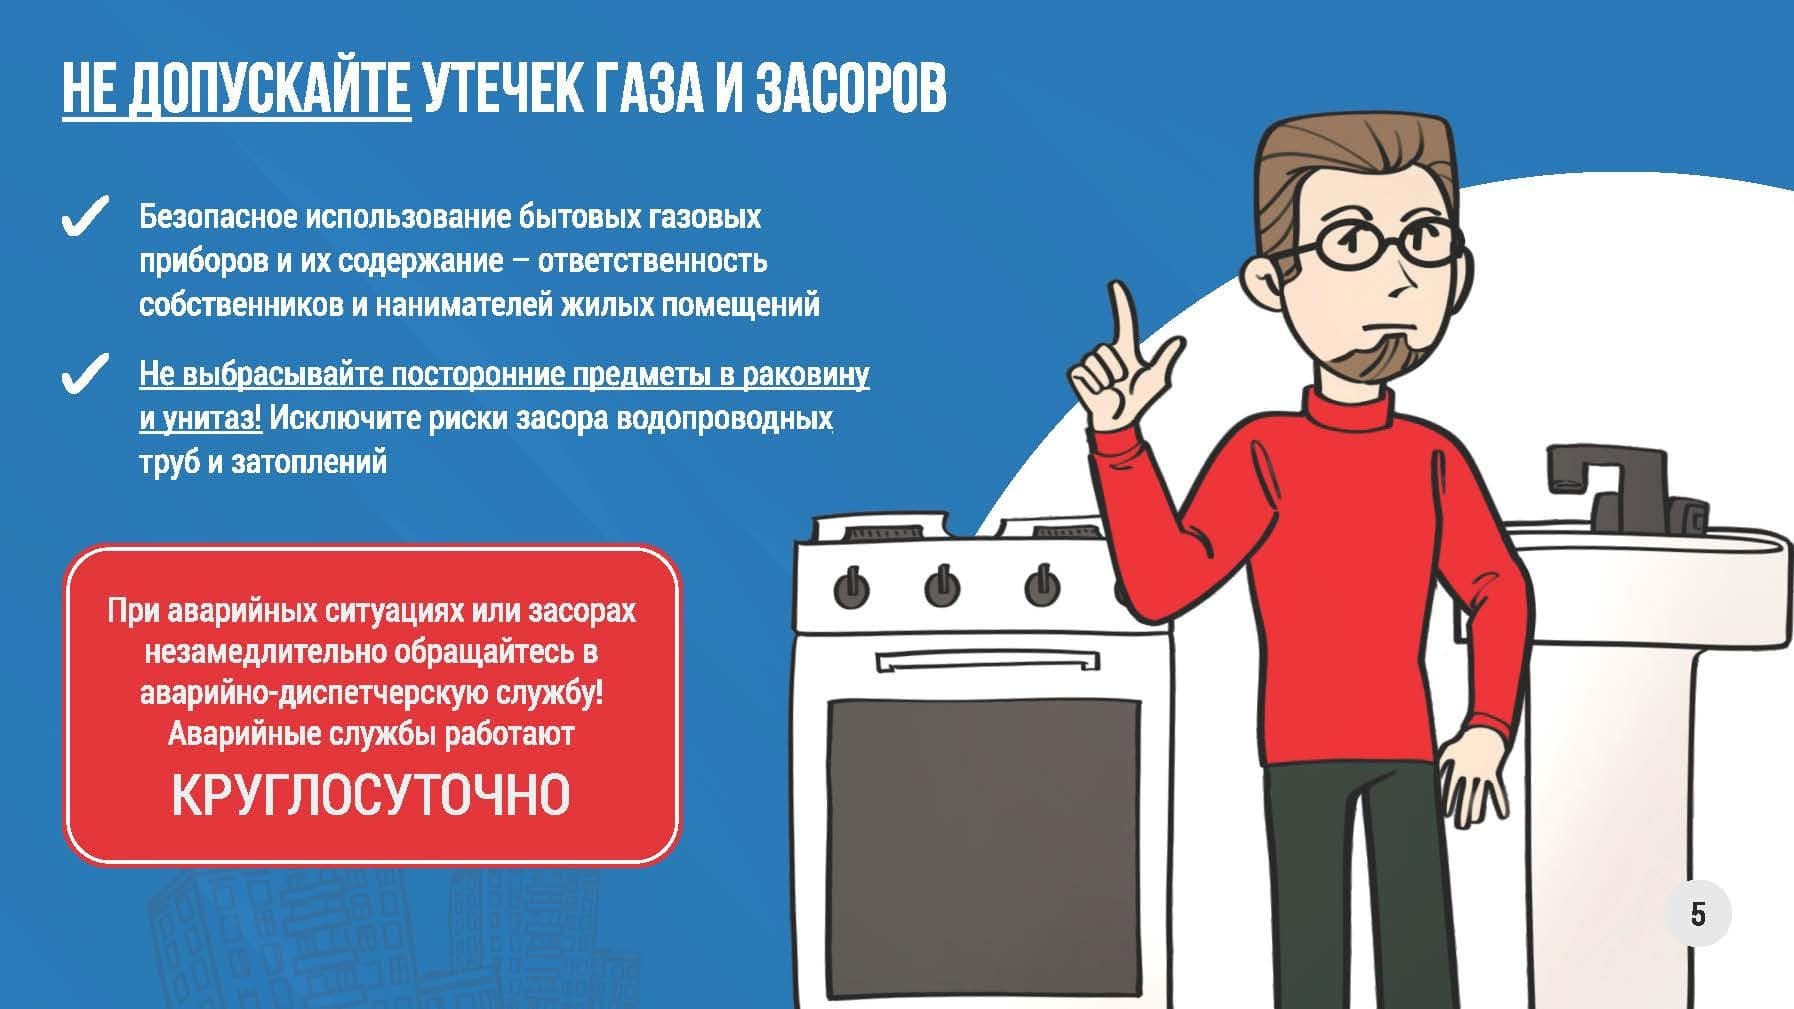 НЕ ДОПУСКАЙТЕ УТЕЧЕК ГАЗА И ЗАСОРОВ
Безопасное использование бытовых газовых
приборов и их содержание – ответственность
собственников и нанимателей жилых помещений
Не выбрасывайте посторонние предметы в раковину
и унитаз! Исключите риски засора водопроводных
труб и затоплений
При аварийных ситуациях или засорах
незамедлительно обращайтесь в
аварийно-диспетчерскую службу!
Аварийные службы работают
КРУГЛОСУТОЧНО
5